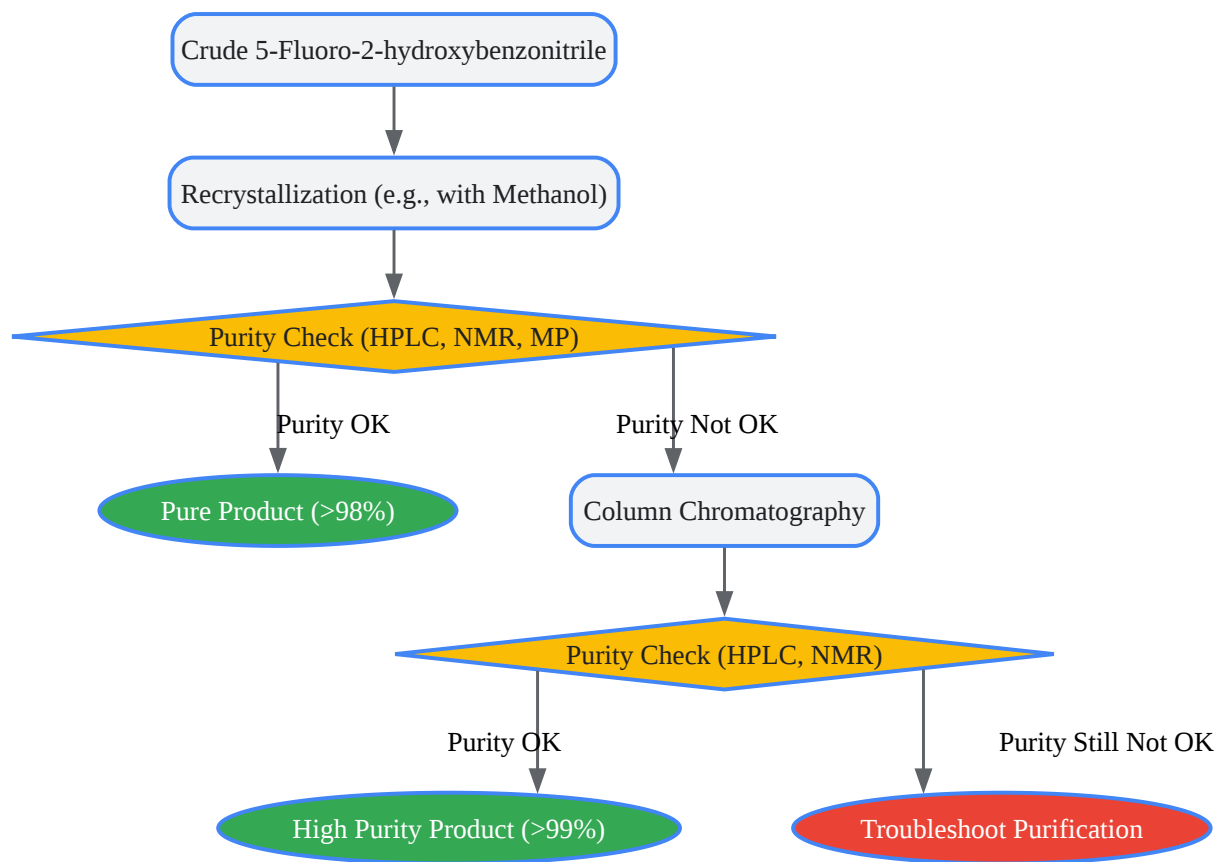 Crude 5-Fluoro-2-hydroxybenzonitrile
Recrystallization (e.g., with Methanol)
Purity Check (HPLC, NMR, MP)
Purity OK
Purity Not OK
Pure Product (>98%)
Column Chromatography
Purity Check (HPLC, NMR)
Purity OK
Purity Still Not OK
High Purity Product (>99%)
Troubleshoot Purification